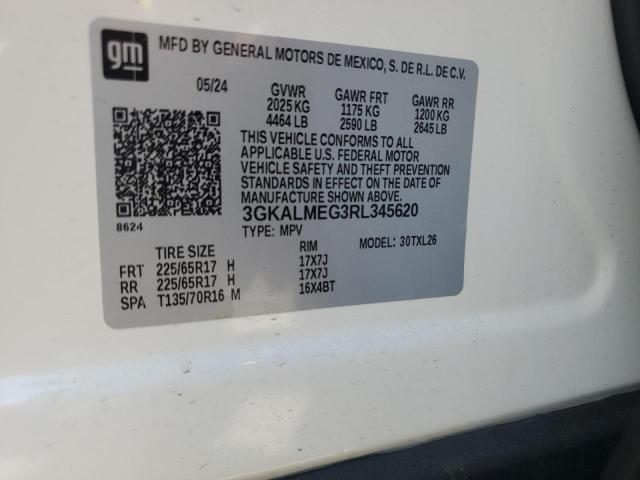 gm
MFD BY GENERAL MOTORS DE MEXICO, S. DE R.L. DE C.V.
05/24 GVWR GAWR FRT GAWR RR
2025 KG 1175 KG 1200 KG
4464 LB 2590 LB 2645 LB
THIS VEHICLE CONFORMS TO ALL
APPLICABLE U.S. FEDERAL MOTOR
VEHICLE SAFETY AND THEFT PREVENTION
STANDARDS IN EFFECT ON THE DATE OF
MANUFACTURE SHOWN ABOVE.
3GKALMEG3RL345620
8624 TYPE: MPV MODEL: 30TXL26
TIRE SIZE RIM
FRT 225/65R17 H 17X7J
RR 225/65R17 H 17X7J
SPA T135/70R16 M 16X4BT